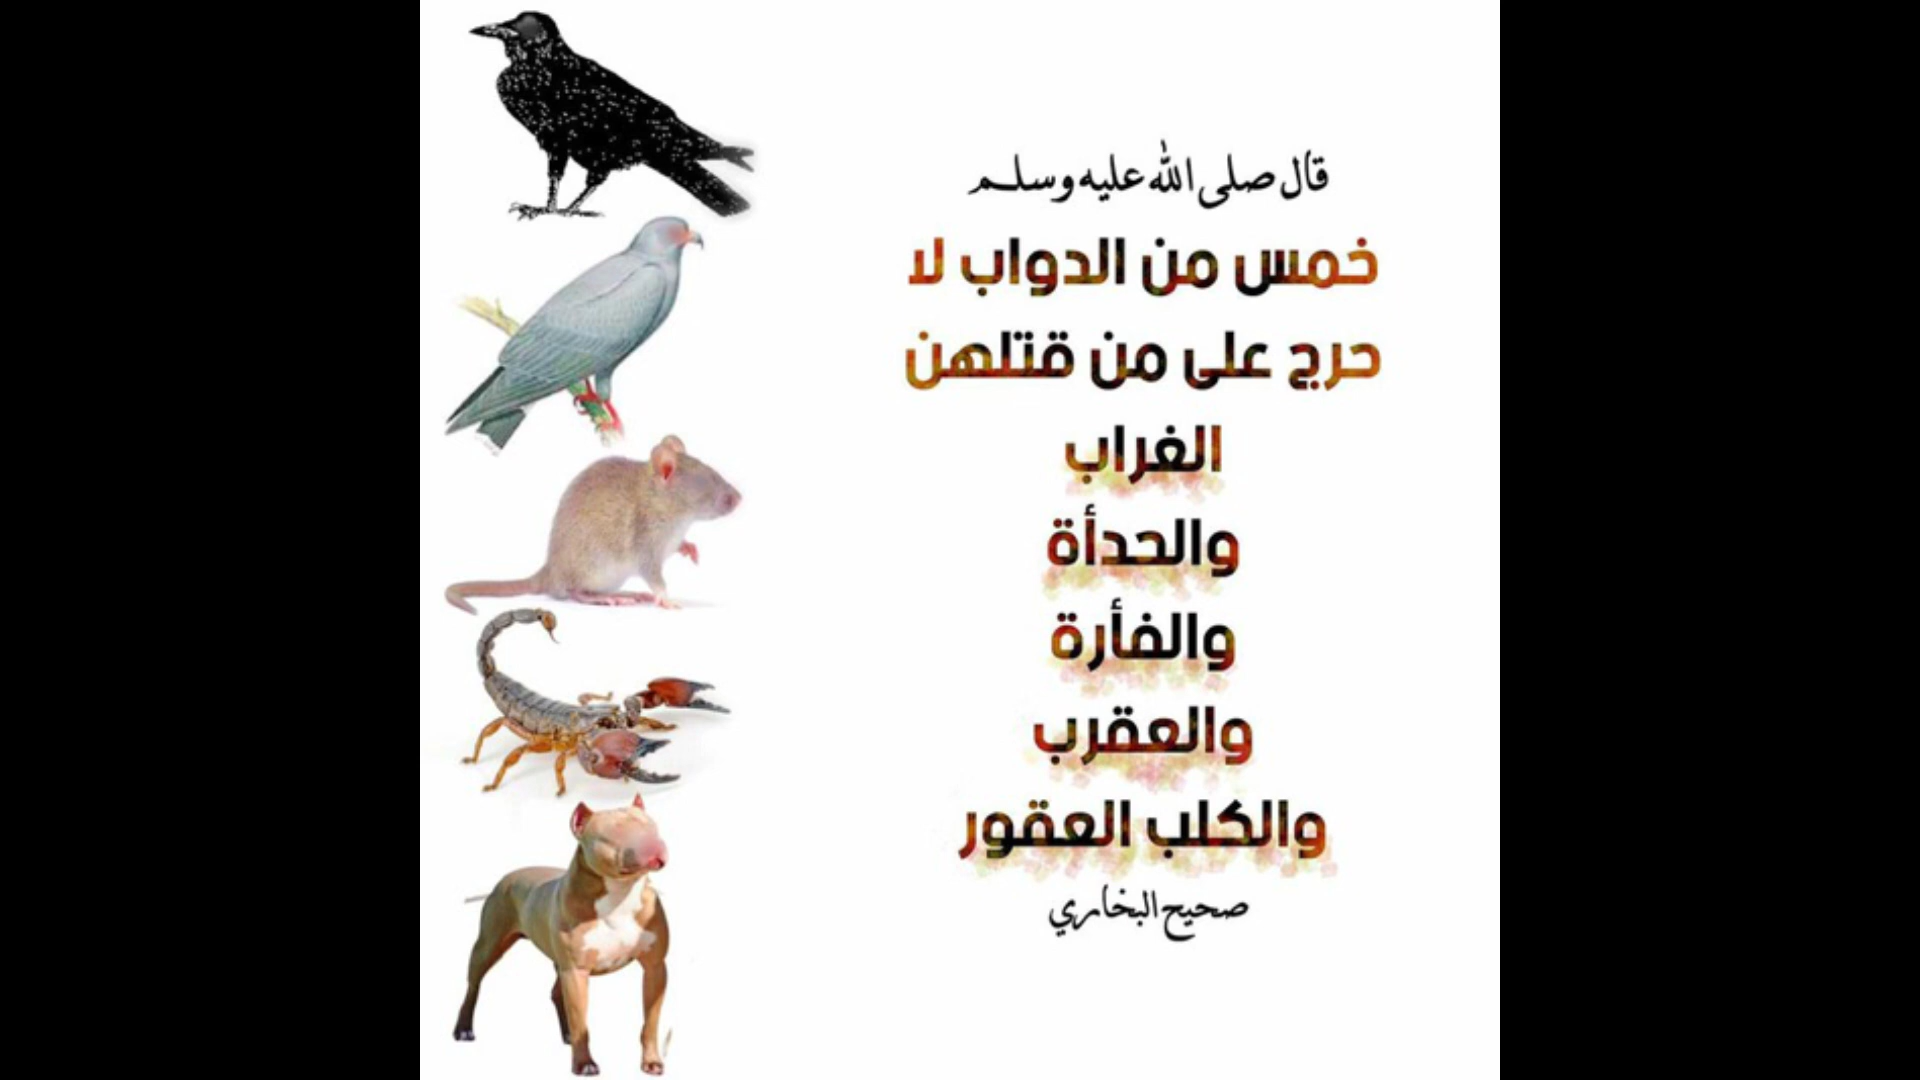 قال صلى الله عليه وسلم
خمس من الدواب لا
حرج على من قتلهن
الغراب
والحدأة
والفأرة
والعقرب
والكلب العقور
صحيح البخاري